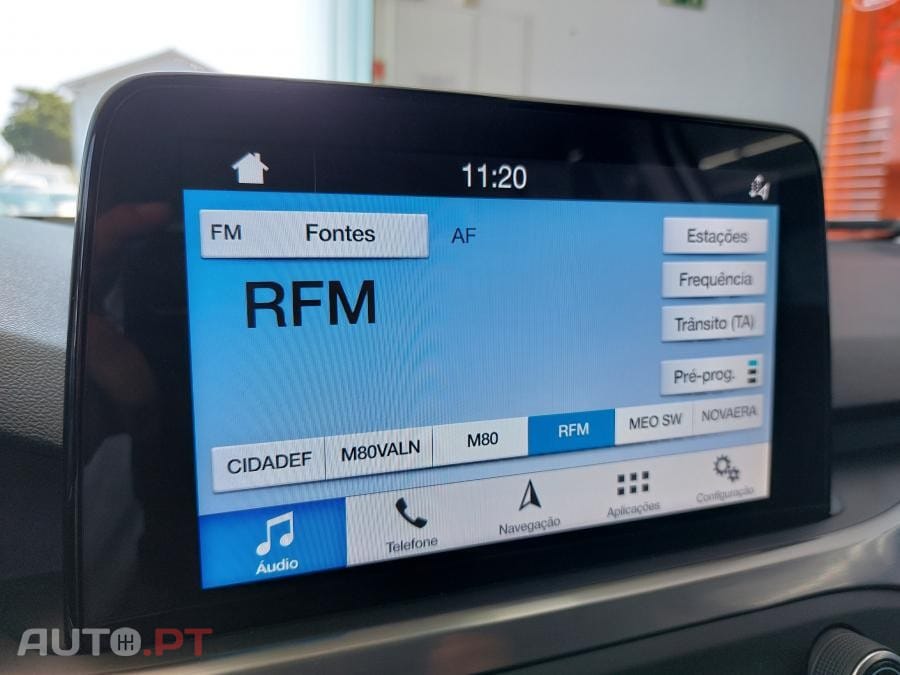 11:20
FM Fontes AF
Estações
RFM
Frequência
Trânsito (TA)
Pré-prog.
CIDADEF M80VALN M80 RFM MEO SW NOVAERA
Áudio Telefone Navegação Aplicações Configuração
AUTO.PT